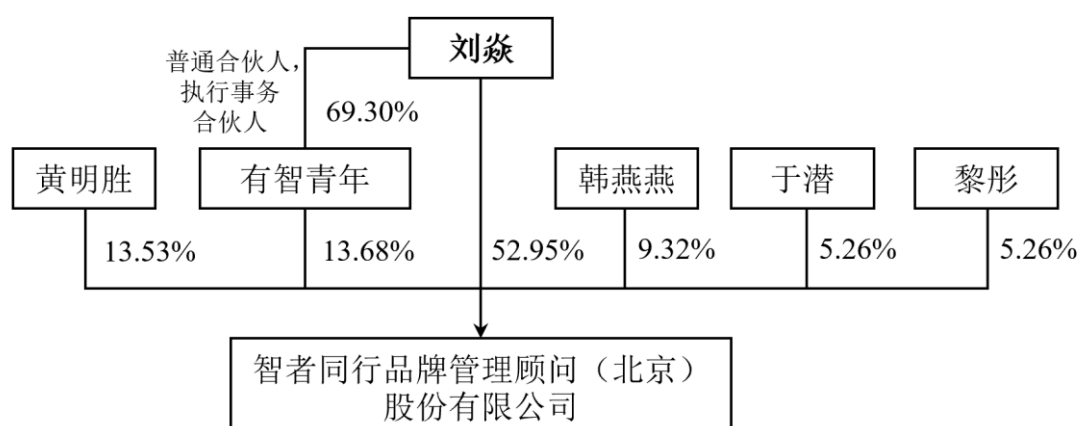 刘焱
普通合伙人，
执行事务
合伙人
69.30%
黄明胜
有智青年
韩燕燕
于潜
黎彤
13.53%
13.68%
52.95%
9.32%
5.26%
5.26%
智者同行品牌管理顾问（北京）
股份有限公司